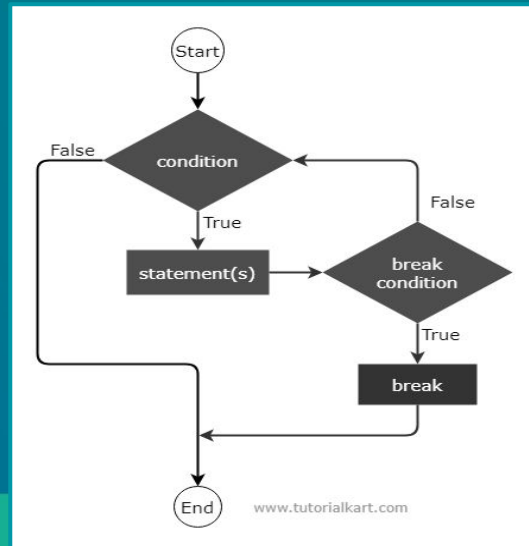 Start
False
condition
False
True
statement(s)
break
condition
True
break
End
www.tutorialkart.com